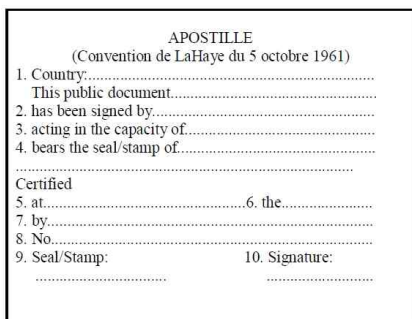 APOSTILLE
(Convention de LaHaye du 5 octobre 1961)
1. Country:.......................................................................
This public document...................................................
2. has been signed by.......................................................
3. acting in the capacity of...............................................
4. bears the seal/stamp of.................................................
....................................................................................
Certified
5. at..................................................6. the.......................
7. by................................................................................
8. No................................................................................
9. Seal/Stamp: 10. Signature:
................................. ...........................